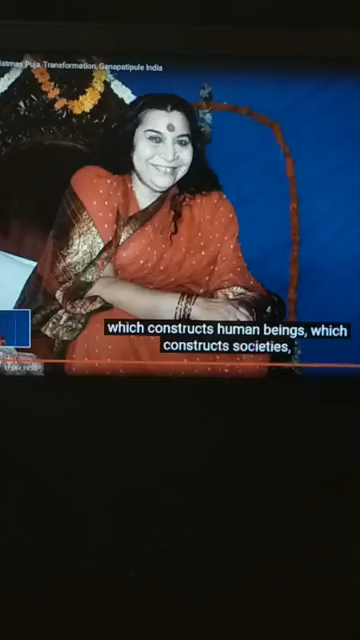 istmas Puja. Transformation, Ganapatipule India
which constructs human beings, which
constructs societies,